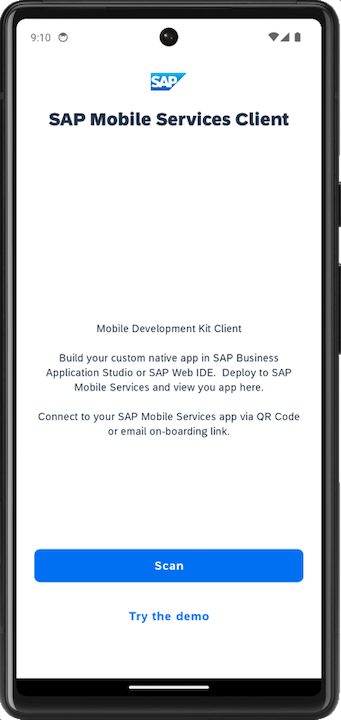 9:10
SAP
SAP Mobile Services Client
Mobile Development Kit Client
Build your custom native app in SAP Business
Application Studio or SAP Web IDE.  Deploy to SAP
Mobile Services and view you app here.
Connect to your SAP Mobile Services app via QR Code
or email on-boarding link.
Scan
Try the demo